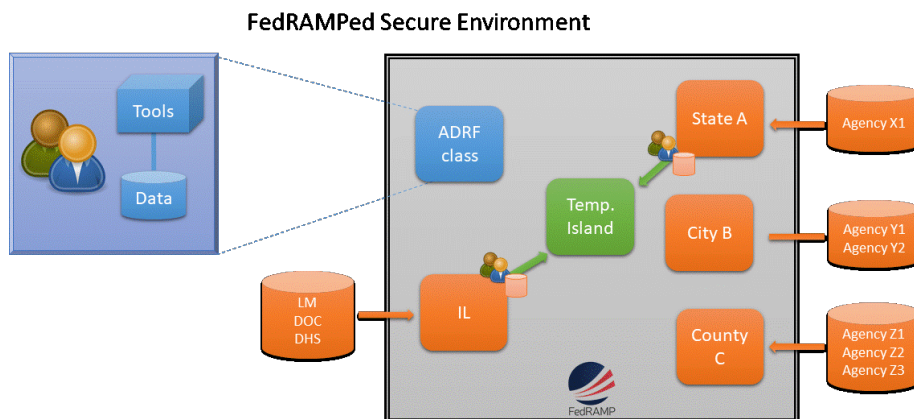 FedRAMPed Secure Environment
Tools
Data
ADRF
class
State A
Agency X1
Temp.
Island
City B
Agency Y1
Agency Y2
LM
DOC
DHS
IL
County
C
Agency Z1
Agency Z2
Agency Z3
FedRAMP